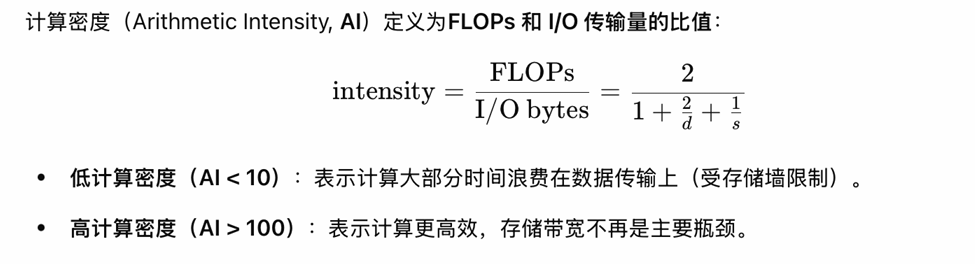 计算密度（Arithmetic Intensity, AI）定义为FLOPs 和 I/O 传输量的比值：
intensity = \frac{FLOPs}{I/O bytes} = \frac{2}{1 + \frac{2}{d} + \frac{1}{s}}
• 低计算密度（AI < 10）：表示计算大部分时间浪费在数据传输上（受存储墙限制）。
• 高计算密度（AI > 100）：表示计算更高效，存储带宽不再是主要瓶颈。